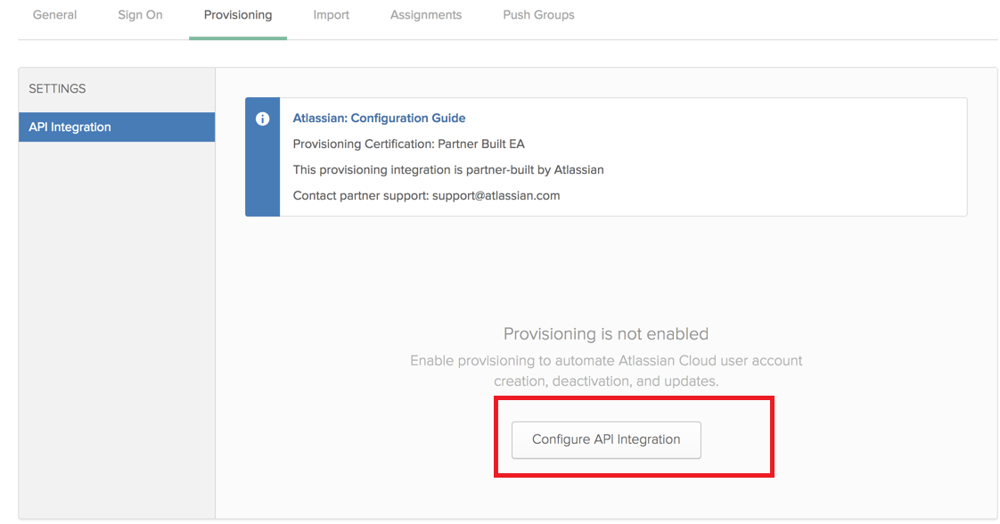 General Sign On Provisioning Import Assignments Push Groups
SETTINGS
API Integration
Atlassian: Configuration Guide
Provisioning Certification: Partner Built EA
This provisioning integration is partner-built by Atlassian
Contact partner support: support@atlassian.com
Provisioning is not enabled
Enable provisioning to automate Atlassian Cloud user account
creation, deactivation, and updates.
Configure API Integration